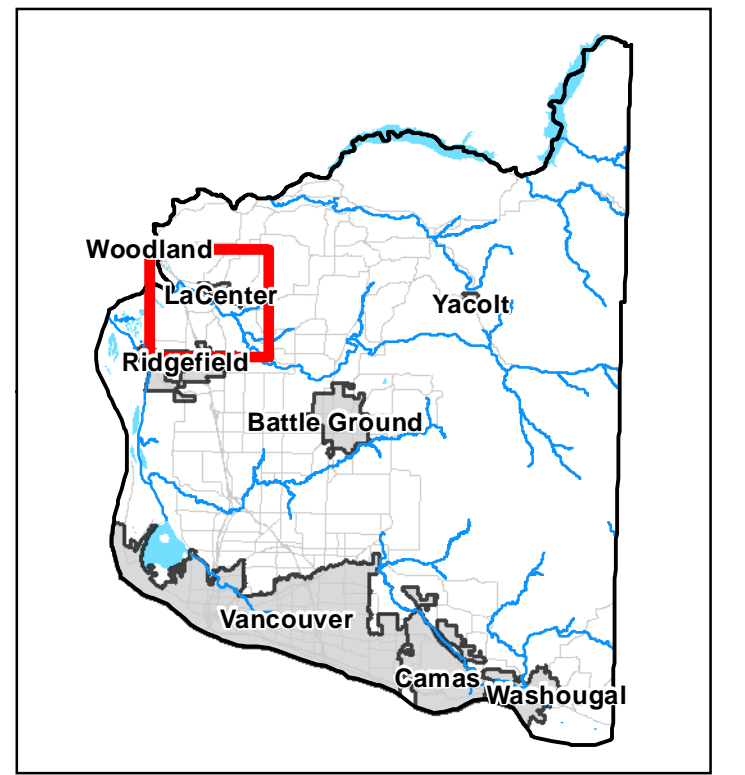 Woodland
LaCenter
Yacolt
Ridgefield
Battle Ground
Vancouver
Camas
Washougal